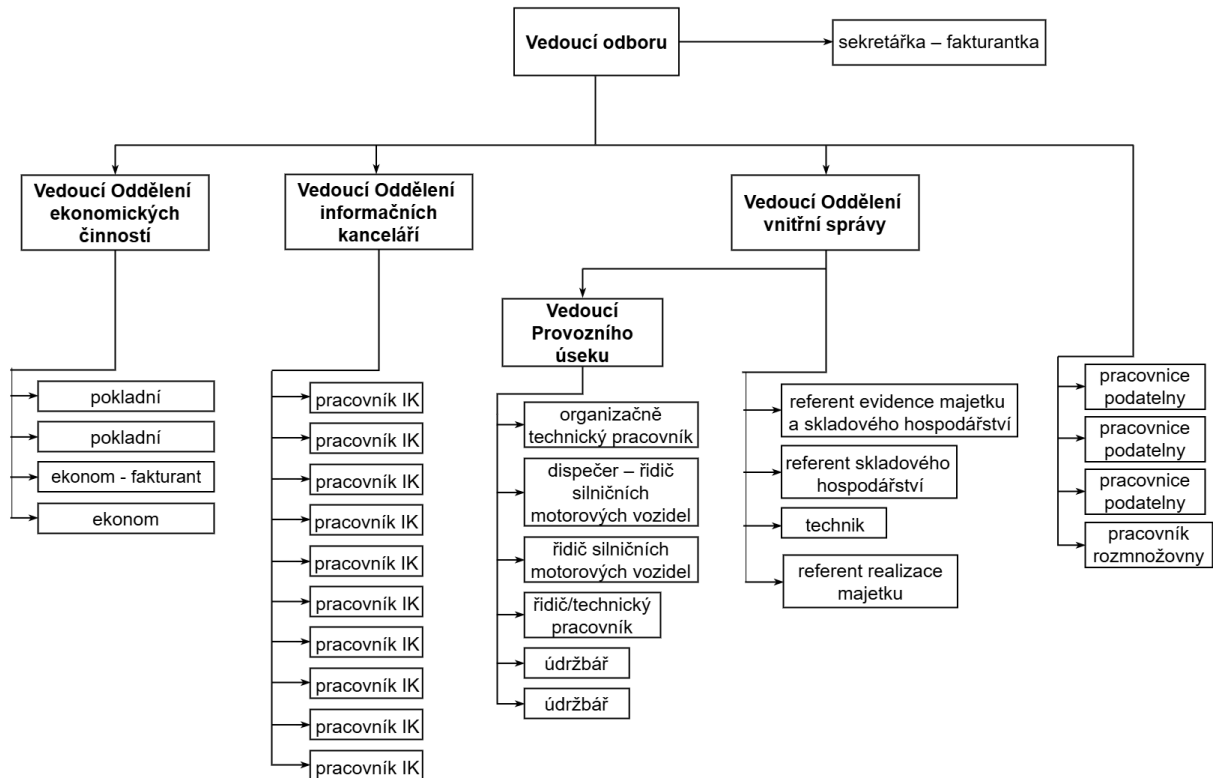 Vedoucí odboru
sekretářka – fakturantka
Vedoucí Oddělení
ekonomických
činností
Vedoucí Oddělení
informačních
kanceláří
Vedoucí Oddělení
vnitřní správy
Vedoucí
Provozního
úseku
pokladní
pokladní
ekonom - fakturant
ekonom
pracovník IK
pracovník IK
pracovník IK
pracovník IK
pracovník IK
pracovník IK
pracovník IK
pracovník IK
pracovník IK
pracovník IK
organizačně
technický pracovník
dispečer – řidič
silničních
motorových vozidel
řidič silničních
motorových vozidel
řidič/technický
pracovník
údržbář
údržbář
referent evidence majetku
a skladového hospodářství
referent skladového
hospodářství
technik
referent realizace
majetku
pracovnice
podatelny
pracovnice
podatelny
pracovnice
podatelny
pracovník
rozmnožovny